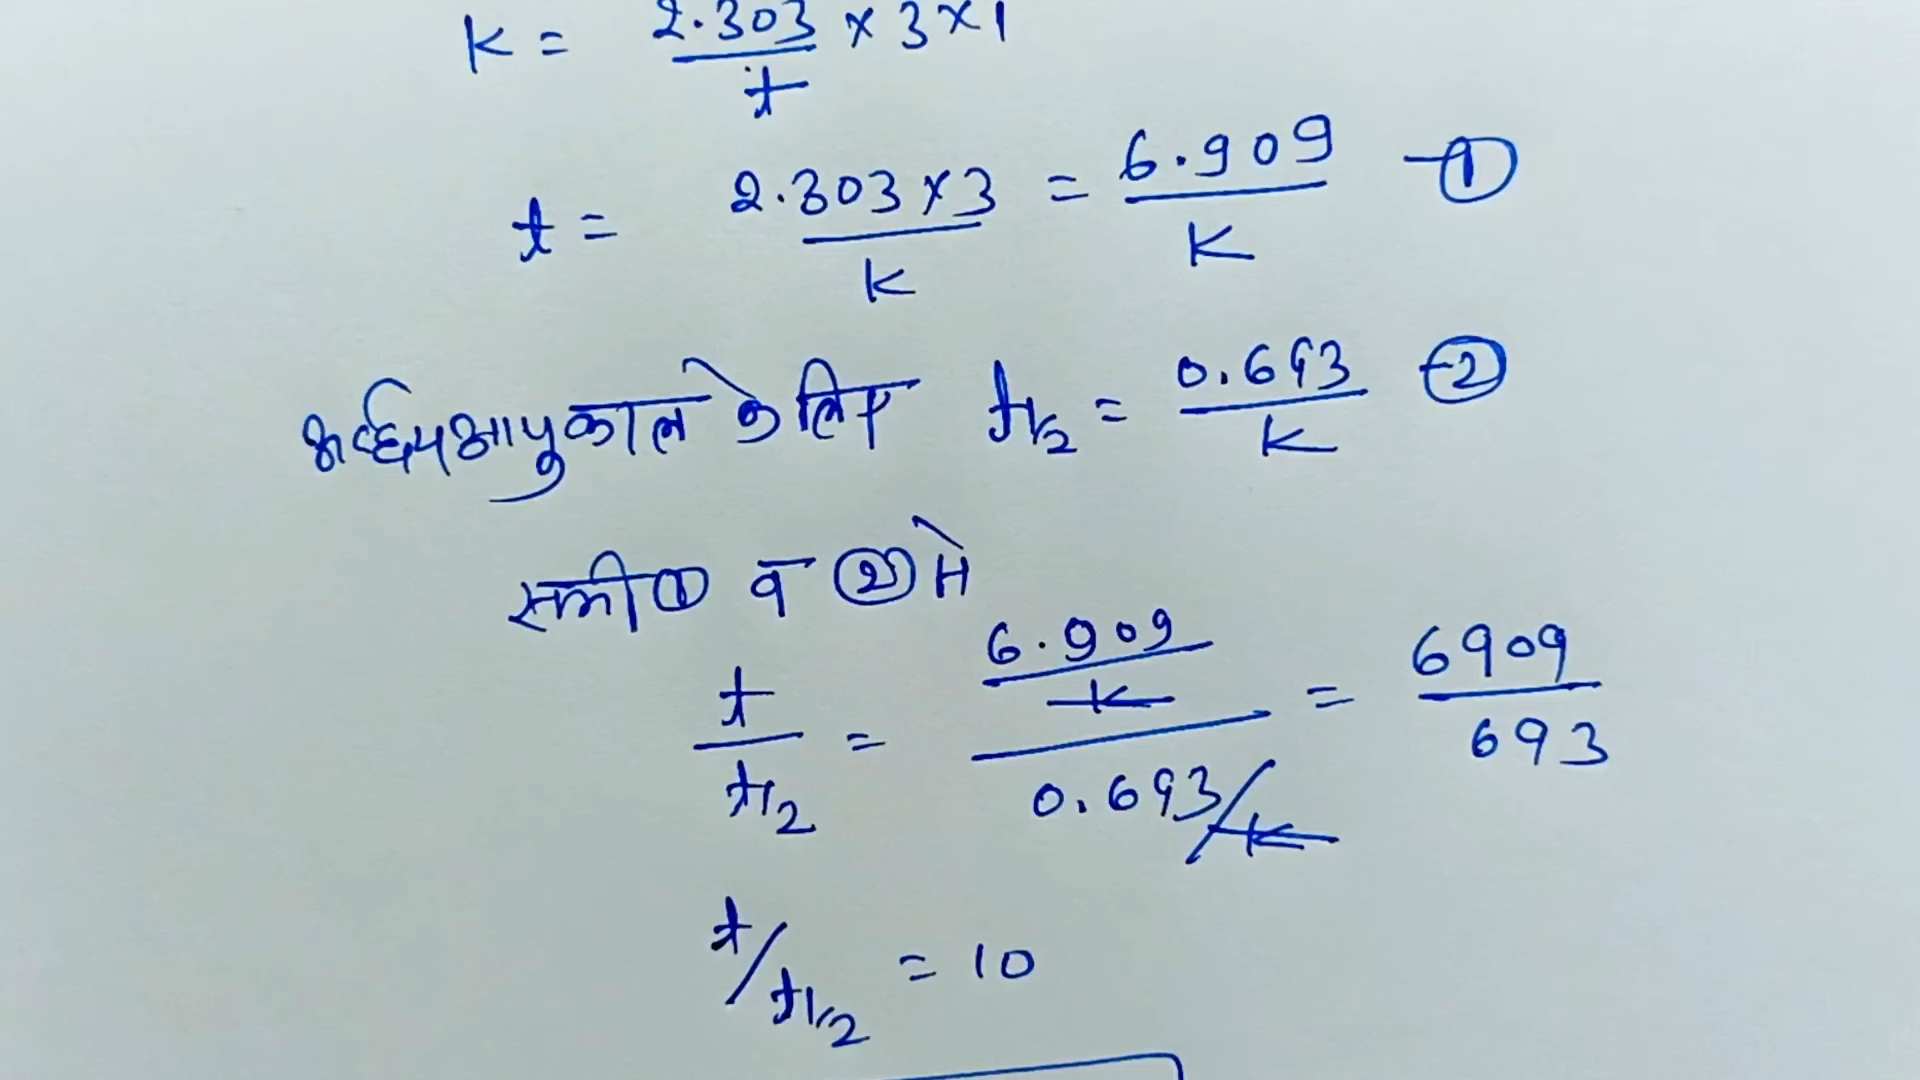 K = 2.303/t × 3 × 1
t = 2.303 × 3/k = 6.909/K —①
अर्ध्दयआयुकाल के लिए t1/2 = 0.693/K —②
समी ① व ② से
t/t1/2 = 6.909/K / 0.693/K = 6909/693
t/t1/2 = 10